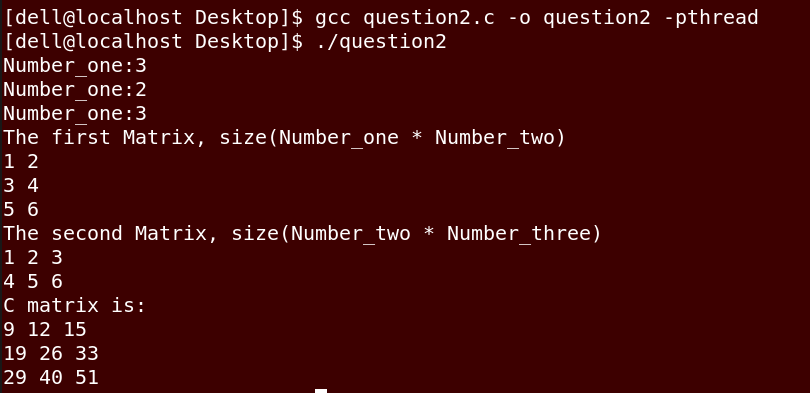 [dell@localhost Desktop]$ gcc question2.c -o question2 -pthread
[dell@localhost Desktop]$ ./question2
Number_one:3
Number_one:2
Number_one:3
The first Matrix, size(Number_one * Number_two)
1 2
3 4
5 6
The second Matrix, size(Number_two * Number_three)
1 2 3
4 5 6
C matrix is:
9 12 15
19 26 33
29 40 51